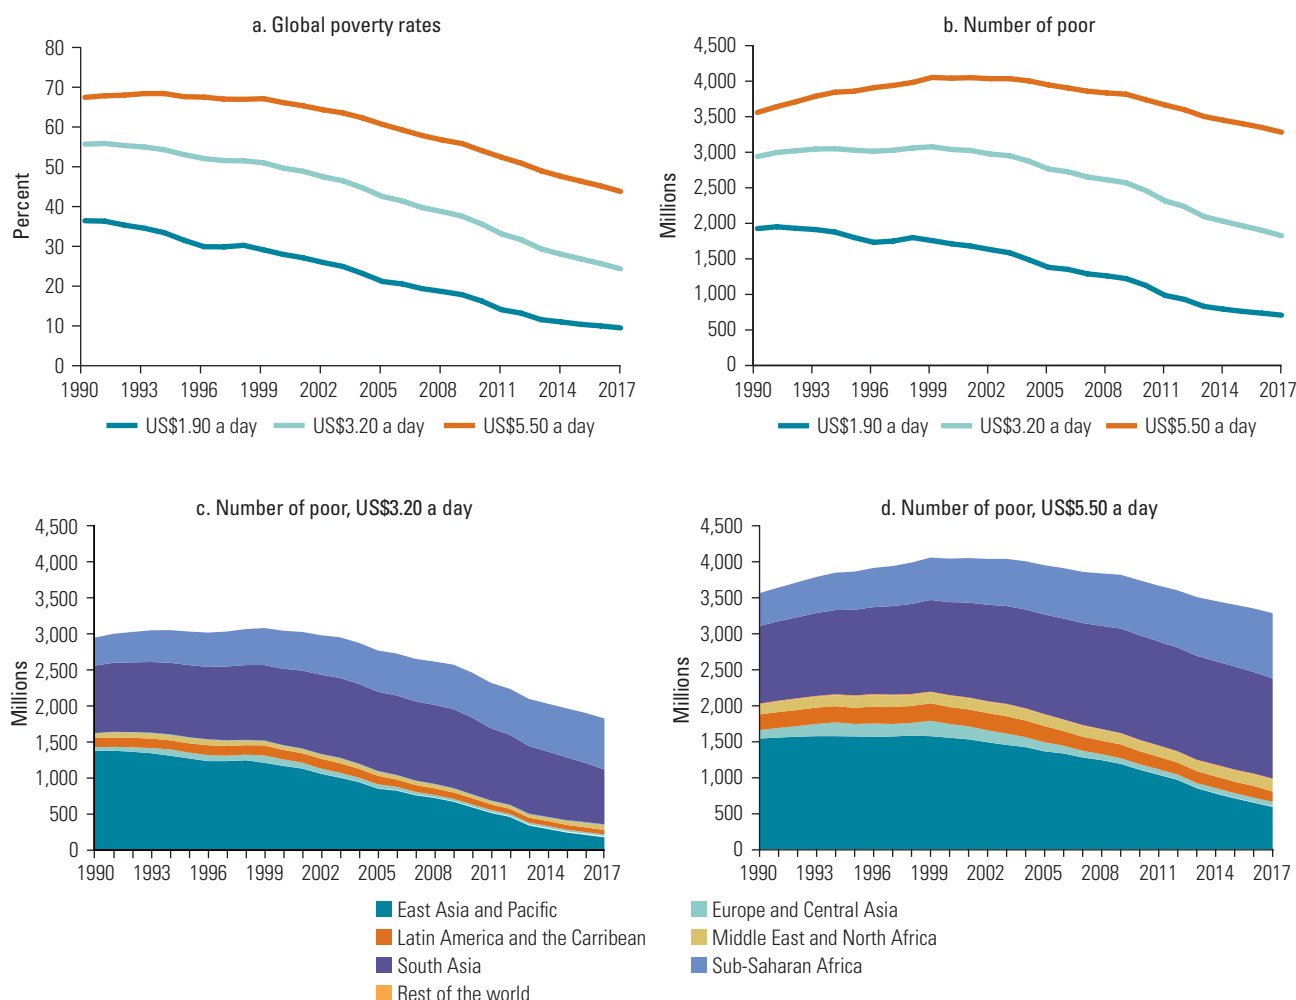 a. Global poverty rates
Percent
80
70
60
50
40
30
20
10
0
1990 1993 1996 1999 2002 2005 2008 2011 2014 2017
US$1.90 a day US$3.20 a day US$5.50 a day
b. Number of poor
Millions
4,500
4,000
3,500
3,000
2,500
2,000
1,500
1,000
500
0
1990 1993 1996 1999 2002 2005 2008 2011 2014 2017
US$1.90 a day US$3.20 a day US$5.50 a day
c. Number of poor, US$3.20 a day
Millions
4,500
4,000
3,500
3,000
2,500
2,000
1,500
1,000
500
0
1990 1993 1996 1999 2002 2005 2008 2011 2014 2017
d. Number of poor, US$5.50 a day
Millions
4,500
4,000
3,500
3,000
2,500
2,000
1,500
1,000
500
0
1990 1993 1996 1999 2002 2005 2008 2011 2014 2017
East Asia and Pacific
Europe and Central Asia
Latin America and the Carribean
Middle East and North Africa
South Asia
Sub-Saharan Africa
Rest of the world